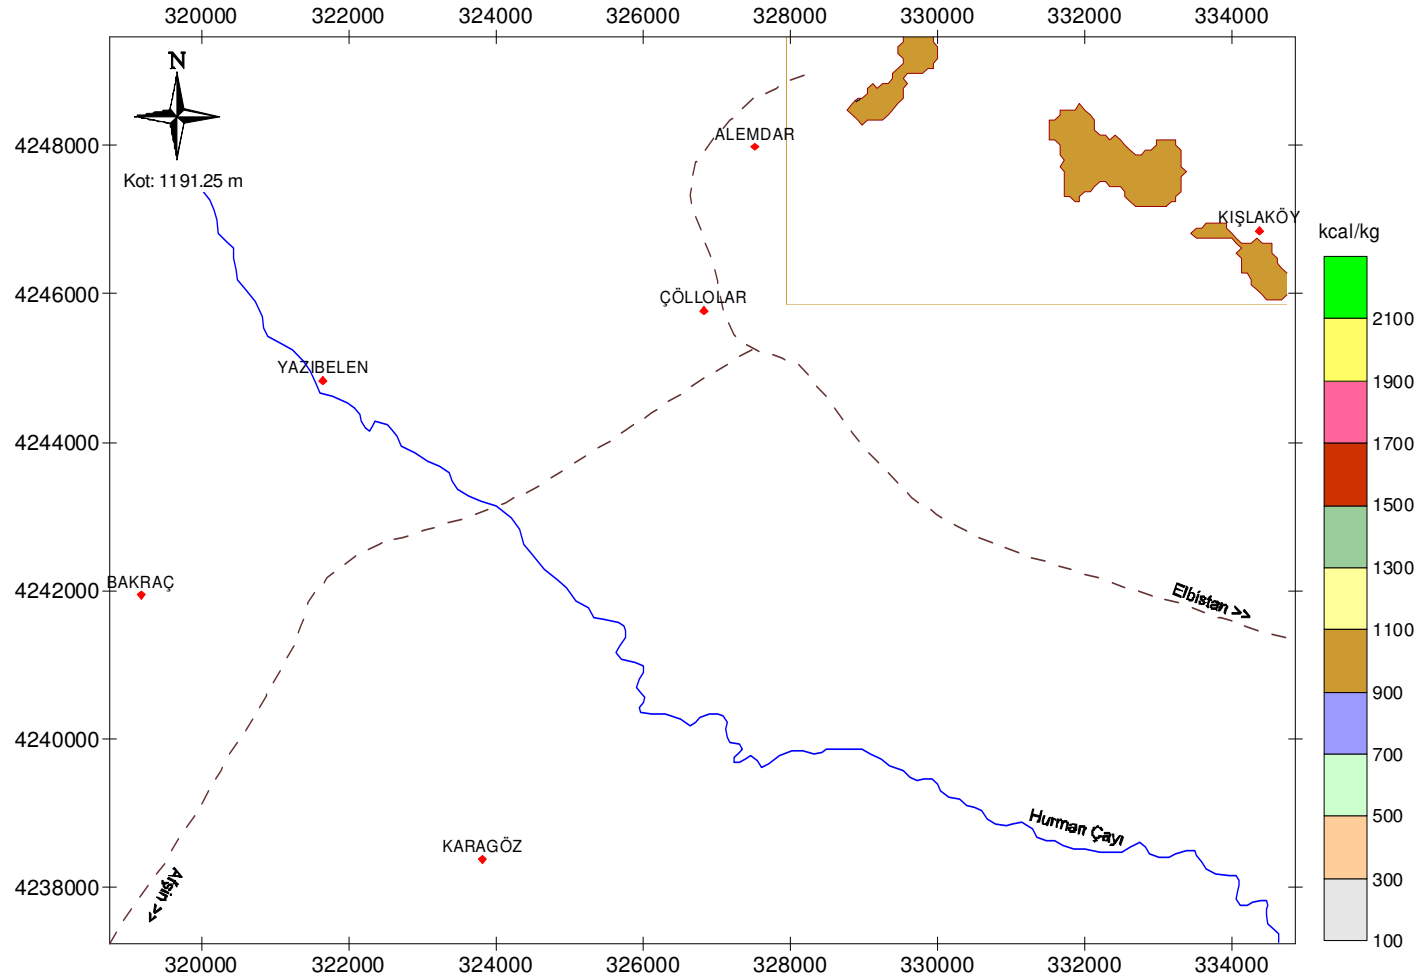 320000 322000 324000 326000 328000 330000 332000 334000
N
Kot: 1191.25 m
4248000
4246000
4244000
4242000
4240000
4238000
ALEMDAR
KIŞLAKÖY
ÇÖLLOLAR
YAZIBELEN
BAKRAÇ
Elbistan >>
Hurman Çayı
KARAGÖZ
Afşin >>
kcal/kg
2100
1900
1700
1500
1300
1100
900
700
500
300
100
320000 322000 324000 326000 328000 330000 332000 334000